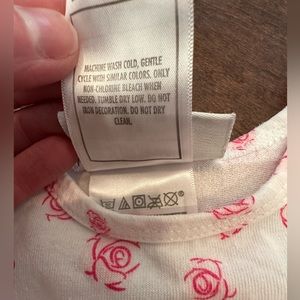 MACHINE WASH COLD, GENTLE
CYCLE WITH SIMILAR COLORS. ONLY
NON-CHLORINE BLEACH WHEN
NEEDED. TUMBLE DRY LOW. DO NOT
IRON DECORATION. DO NOT DRY
CLEAN.
®